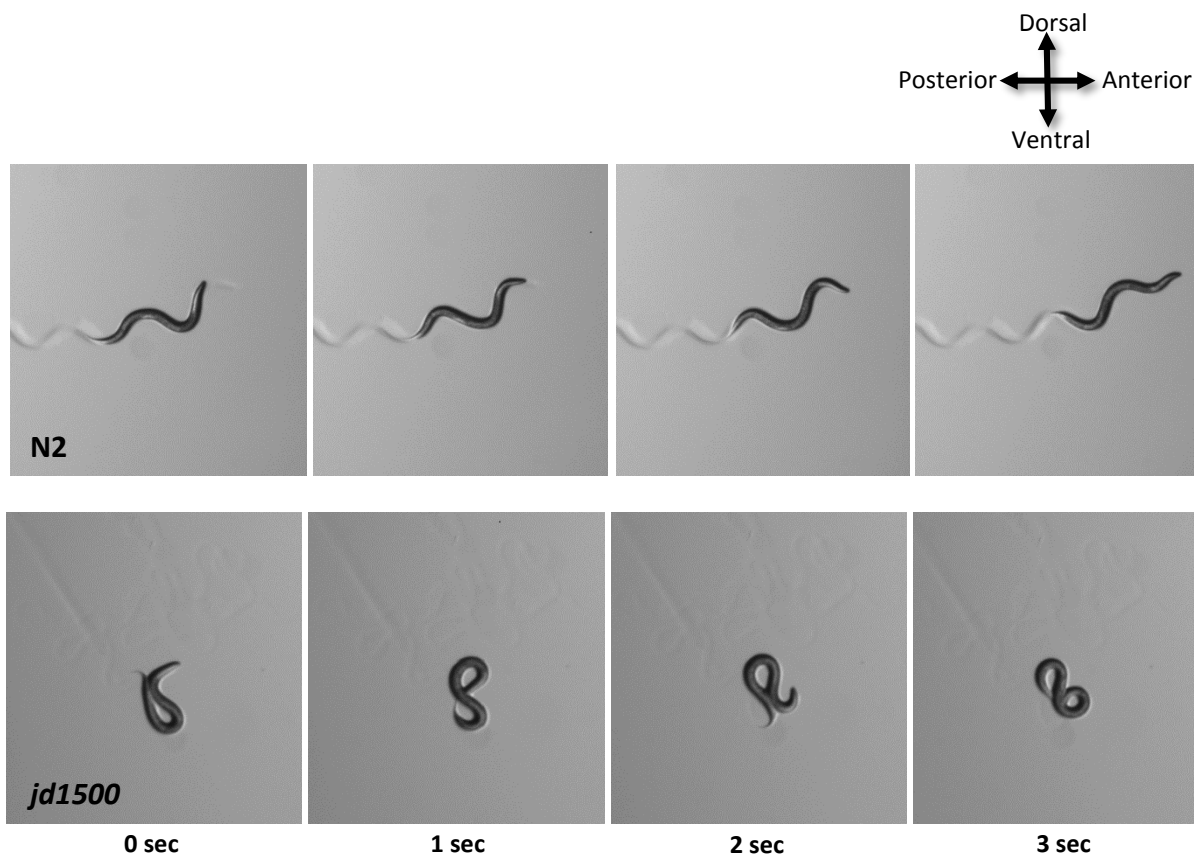 Dorsal
Posterior Anterior
Ventral
N2
jd1500
0 sec 1 sec 2 sec 3 sec